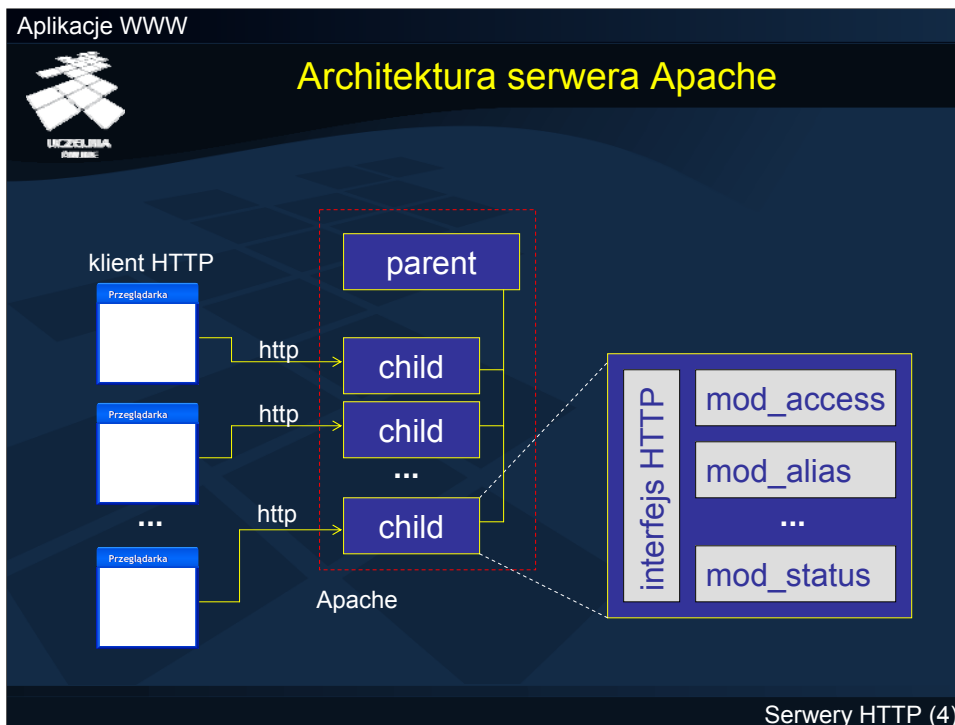 Aplikacje WWW
Architektura serwera Apache
UCZELNIA
ONLINE
klient HTTP
parent
Przeglądarka
http
child
Przeglądarka
http
child
...
...
http
child
Przeglądarka
Apache
interfejs HTTP
mod_access
mod_alias
...
mod_status
Serwery HTTP (4)